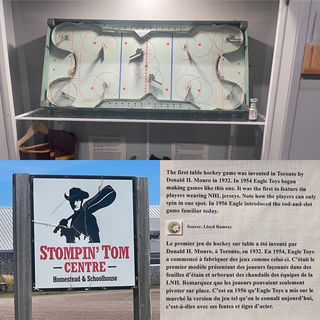 STOMPIN' TOM
CENTRE
Homestead & Schoolhouse
The first table hockey game was invented in Toronto by
Donald H. Munro in 1932. In 1954 Eagle Toys began
making games like this one. It was the first to feature tin
players wearing NHL jerseys. Note how the players can only
spin in one spot. In 1956 Eagle introduced the rod-and-slot
game familiar today.
Source: Lloyd Ramsay
Le premier jeu de hockey sur table a été inventé par
Donald H. Munro, à Toronto, en 1932. En 1954, Eagle Toys
a commencé à fabriquer des jeux comme celui-ci. C'était le
premier modèle présentant des joueurs façonnés dans des
feuilles d'étain et arborant des chandails des équipes de la
LNH. Remarquez que les joueurs pouvaient seulement
pivoter sur place. C'est en 1956 qu'Eagle Toys a mis sur le
marché la version du jeu tel qu'on le connaît aujourd'hui,
c'est-à-dire avec ses fentes et tiges d'acier.